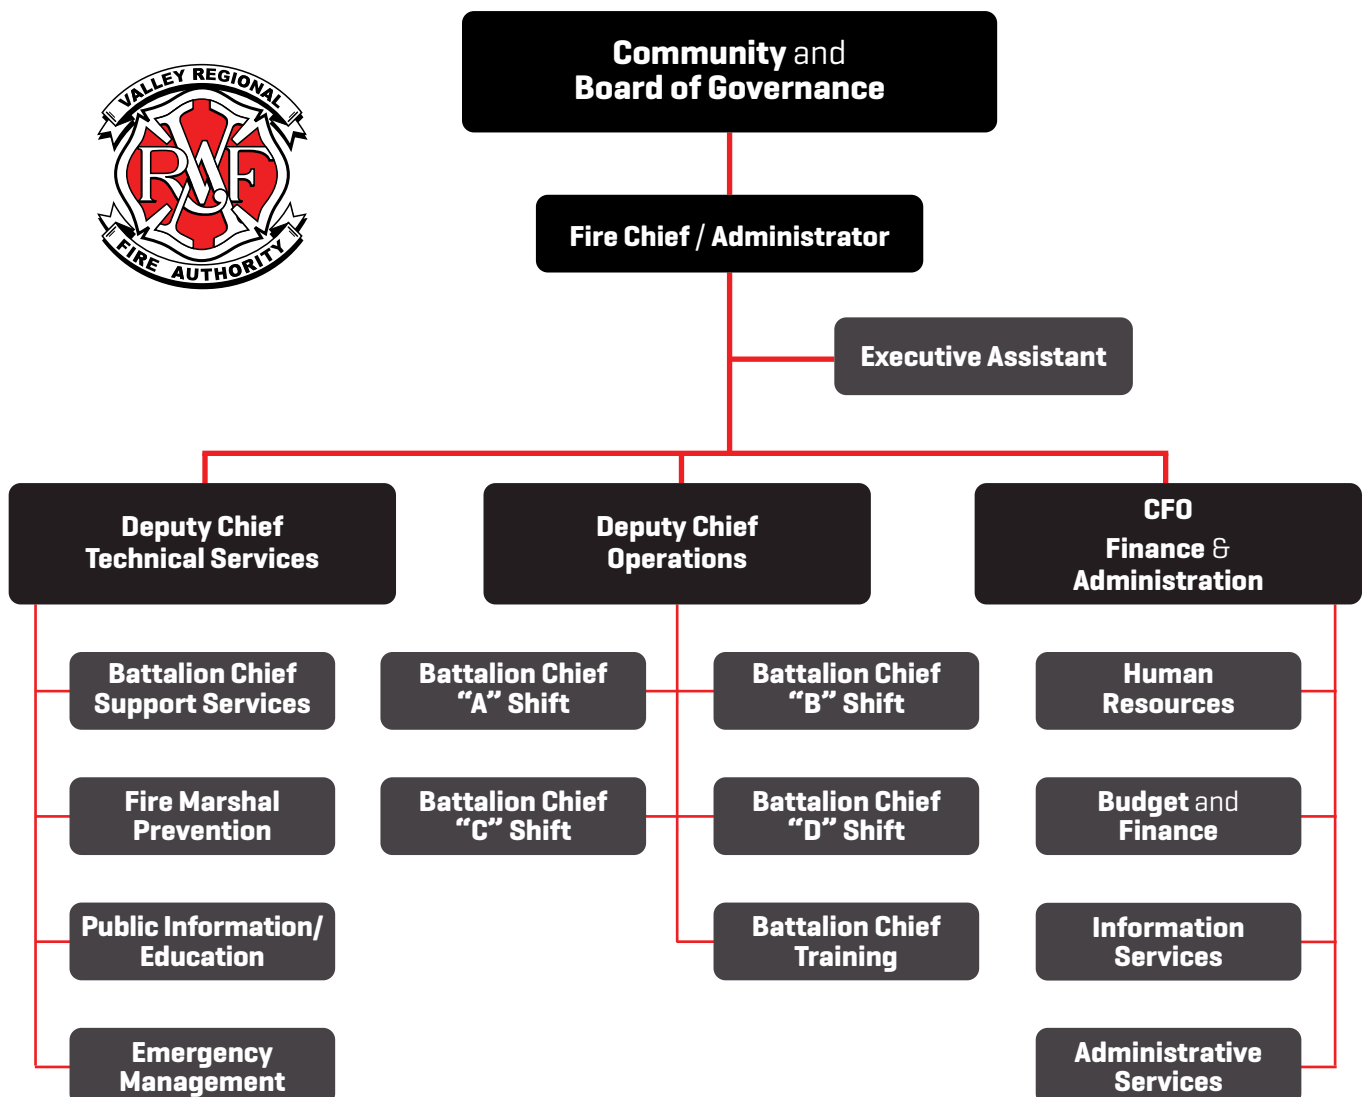 VALLEY REGIONAL
RVFA
FIRE AUTHORITY
Community and
Board of Governance
Fire Chief / Administrator
Executive Assistant
Deputy Chief
Technical Services
Deputy Chief
Operations
CFO
Finance &
Administration
Battalion Chief
Support Services
Fire Marshal
Prevention
Public Information/
Education
Emergency
Management
Battalion Chief
“A” Shift
Battalion Chief
“B” Shift
Battalion Chief
“C” Shift
Battalion Chief
“D” Shift
Battalion Chief
Training
Human
Resources
Budget and
Finance
Information
Services
Administrative
Services